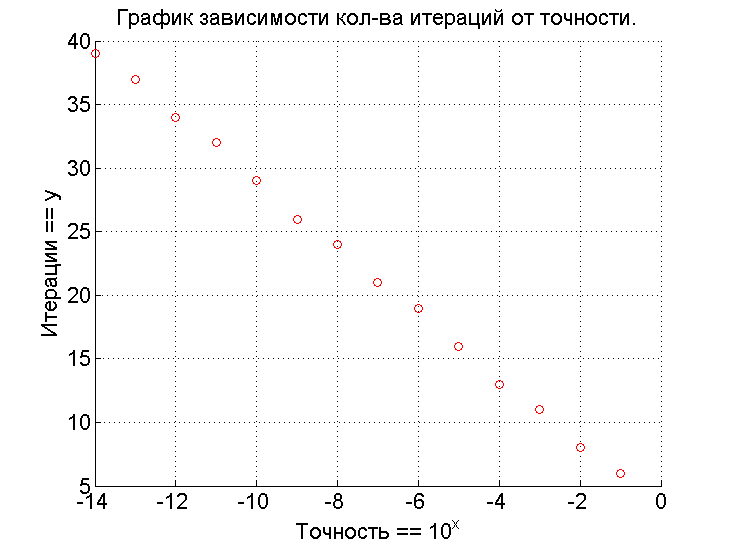 График зависимости кол-ва итераций от точности.
40
35
30
25
20
15
10
5
Итерации == y
-14 -12 -10 -8 -6 -4 -2 0
Точность == 10^x